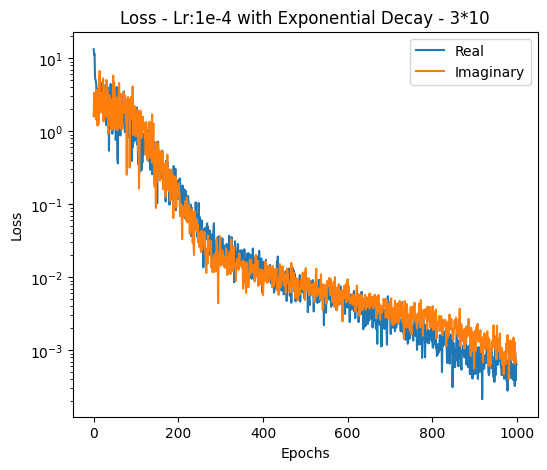 Loss - Lr:1e-4 with Exponential Decay - 3*10
Real
Imaginary
10¹
10⁰
10⁻¹
10⁻²
10⁻³
Loss
0 200 400 600 800 1000
Epochs